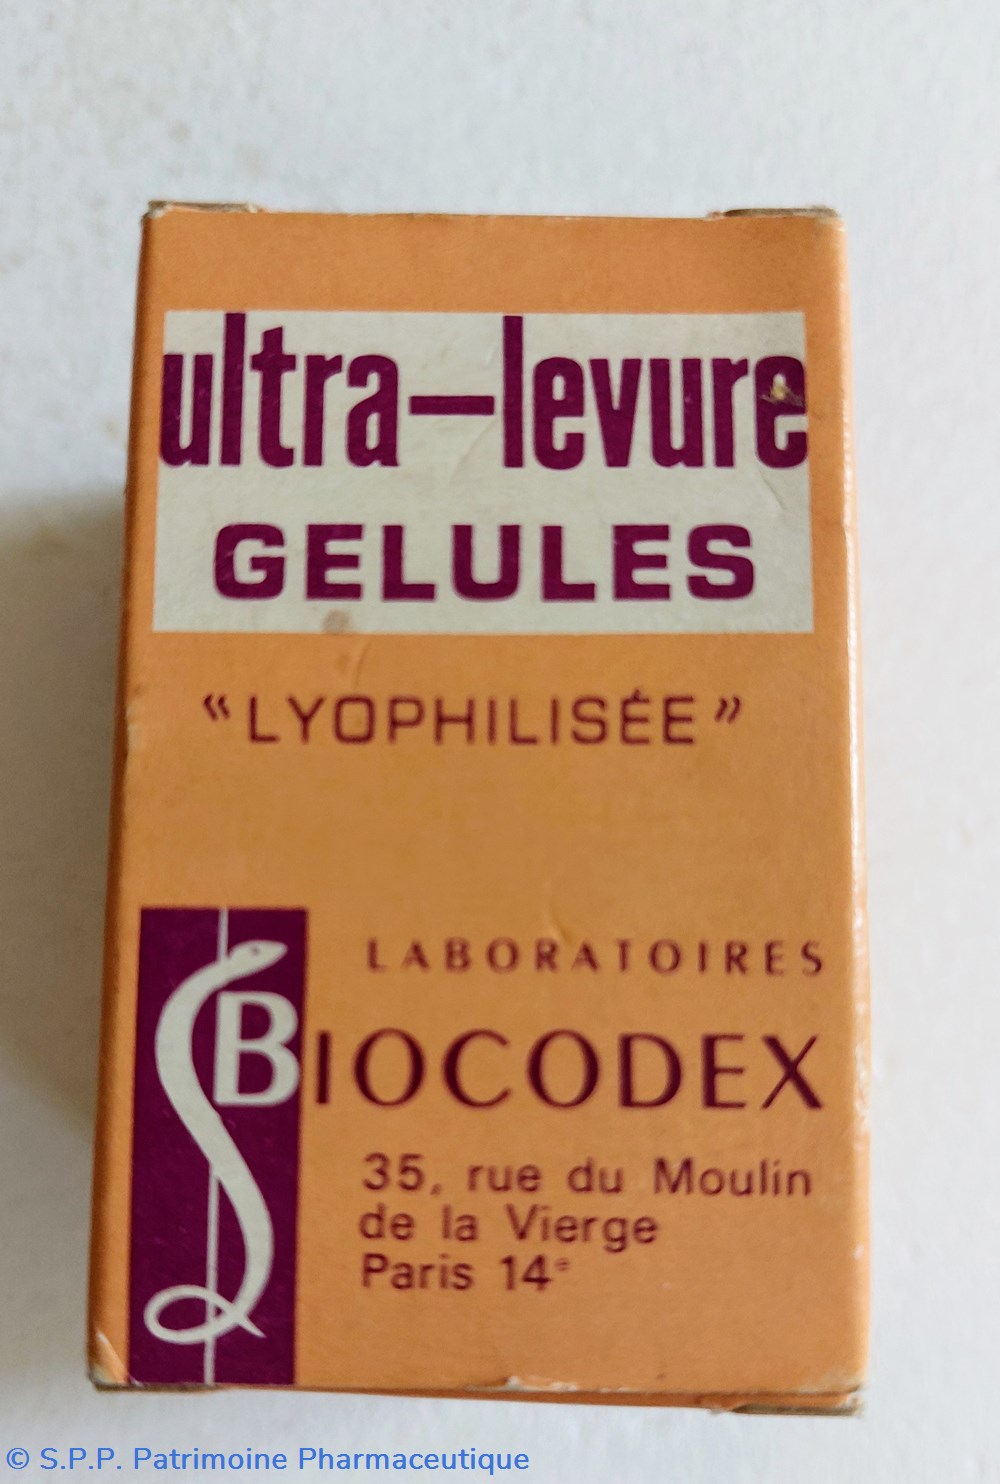 ultra-levure
GELULES
“LYOPHILISÉE”
LABORATOIRES
BIOCODEX
35, rue du Moulin
de la Vierge
Paris 14e
© S.P.P. Patrimoine Pharmaceutique